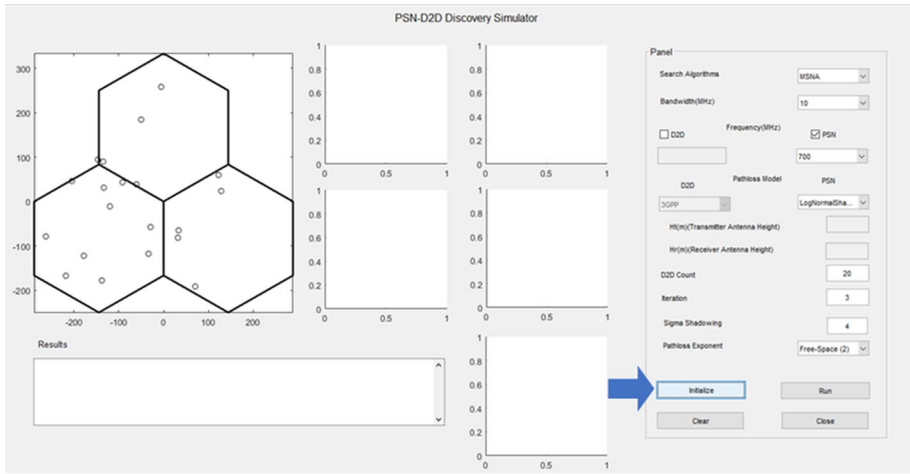 PSN-D2D Discovery Simulator
300
200
100
0
-100
-200
-200 -100 0 100 200
1
0.8
0.6
0.4
0.2
0
0 0.5 1
1
0.8
0.6
0.4
0.2
0
0 0.5 1
1
0.8
0.6
0.4
0.2
0
0 0.5 1
1
0.8
0.6
0.4
0.2
0
0 0.5 1
1
0.8
0.6
0.4
0.2
0
0 0.5 1
Results
Panel
Search Algorithms MSNA
Bandwidth(MHz) 10
Frequency(MHz)
D2D PSN
700
Pathloss Model
D2D PSN
3GPP LogNormalSha...
Ht(m)(Transmitter Antenna Height)
Hr(m)(Receiver Antenna Height)
D2D Count 20
Iteration 3
Sigma Shadowing 4
Pathloss Exponent Free-Space (2)
Initialize Run
Clear Close